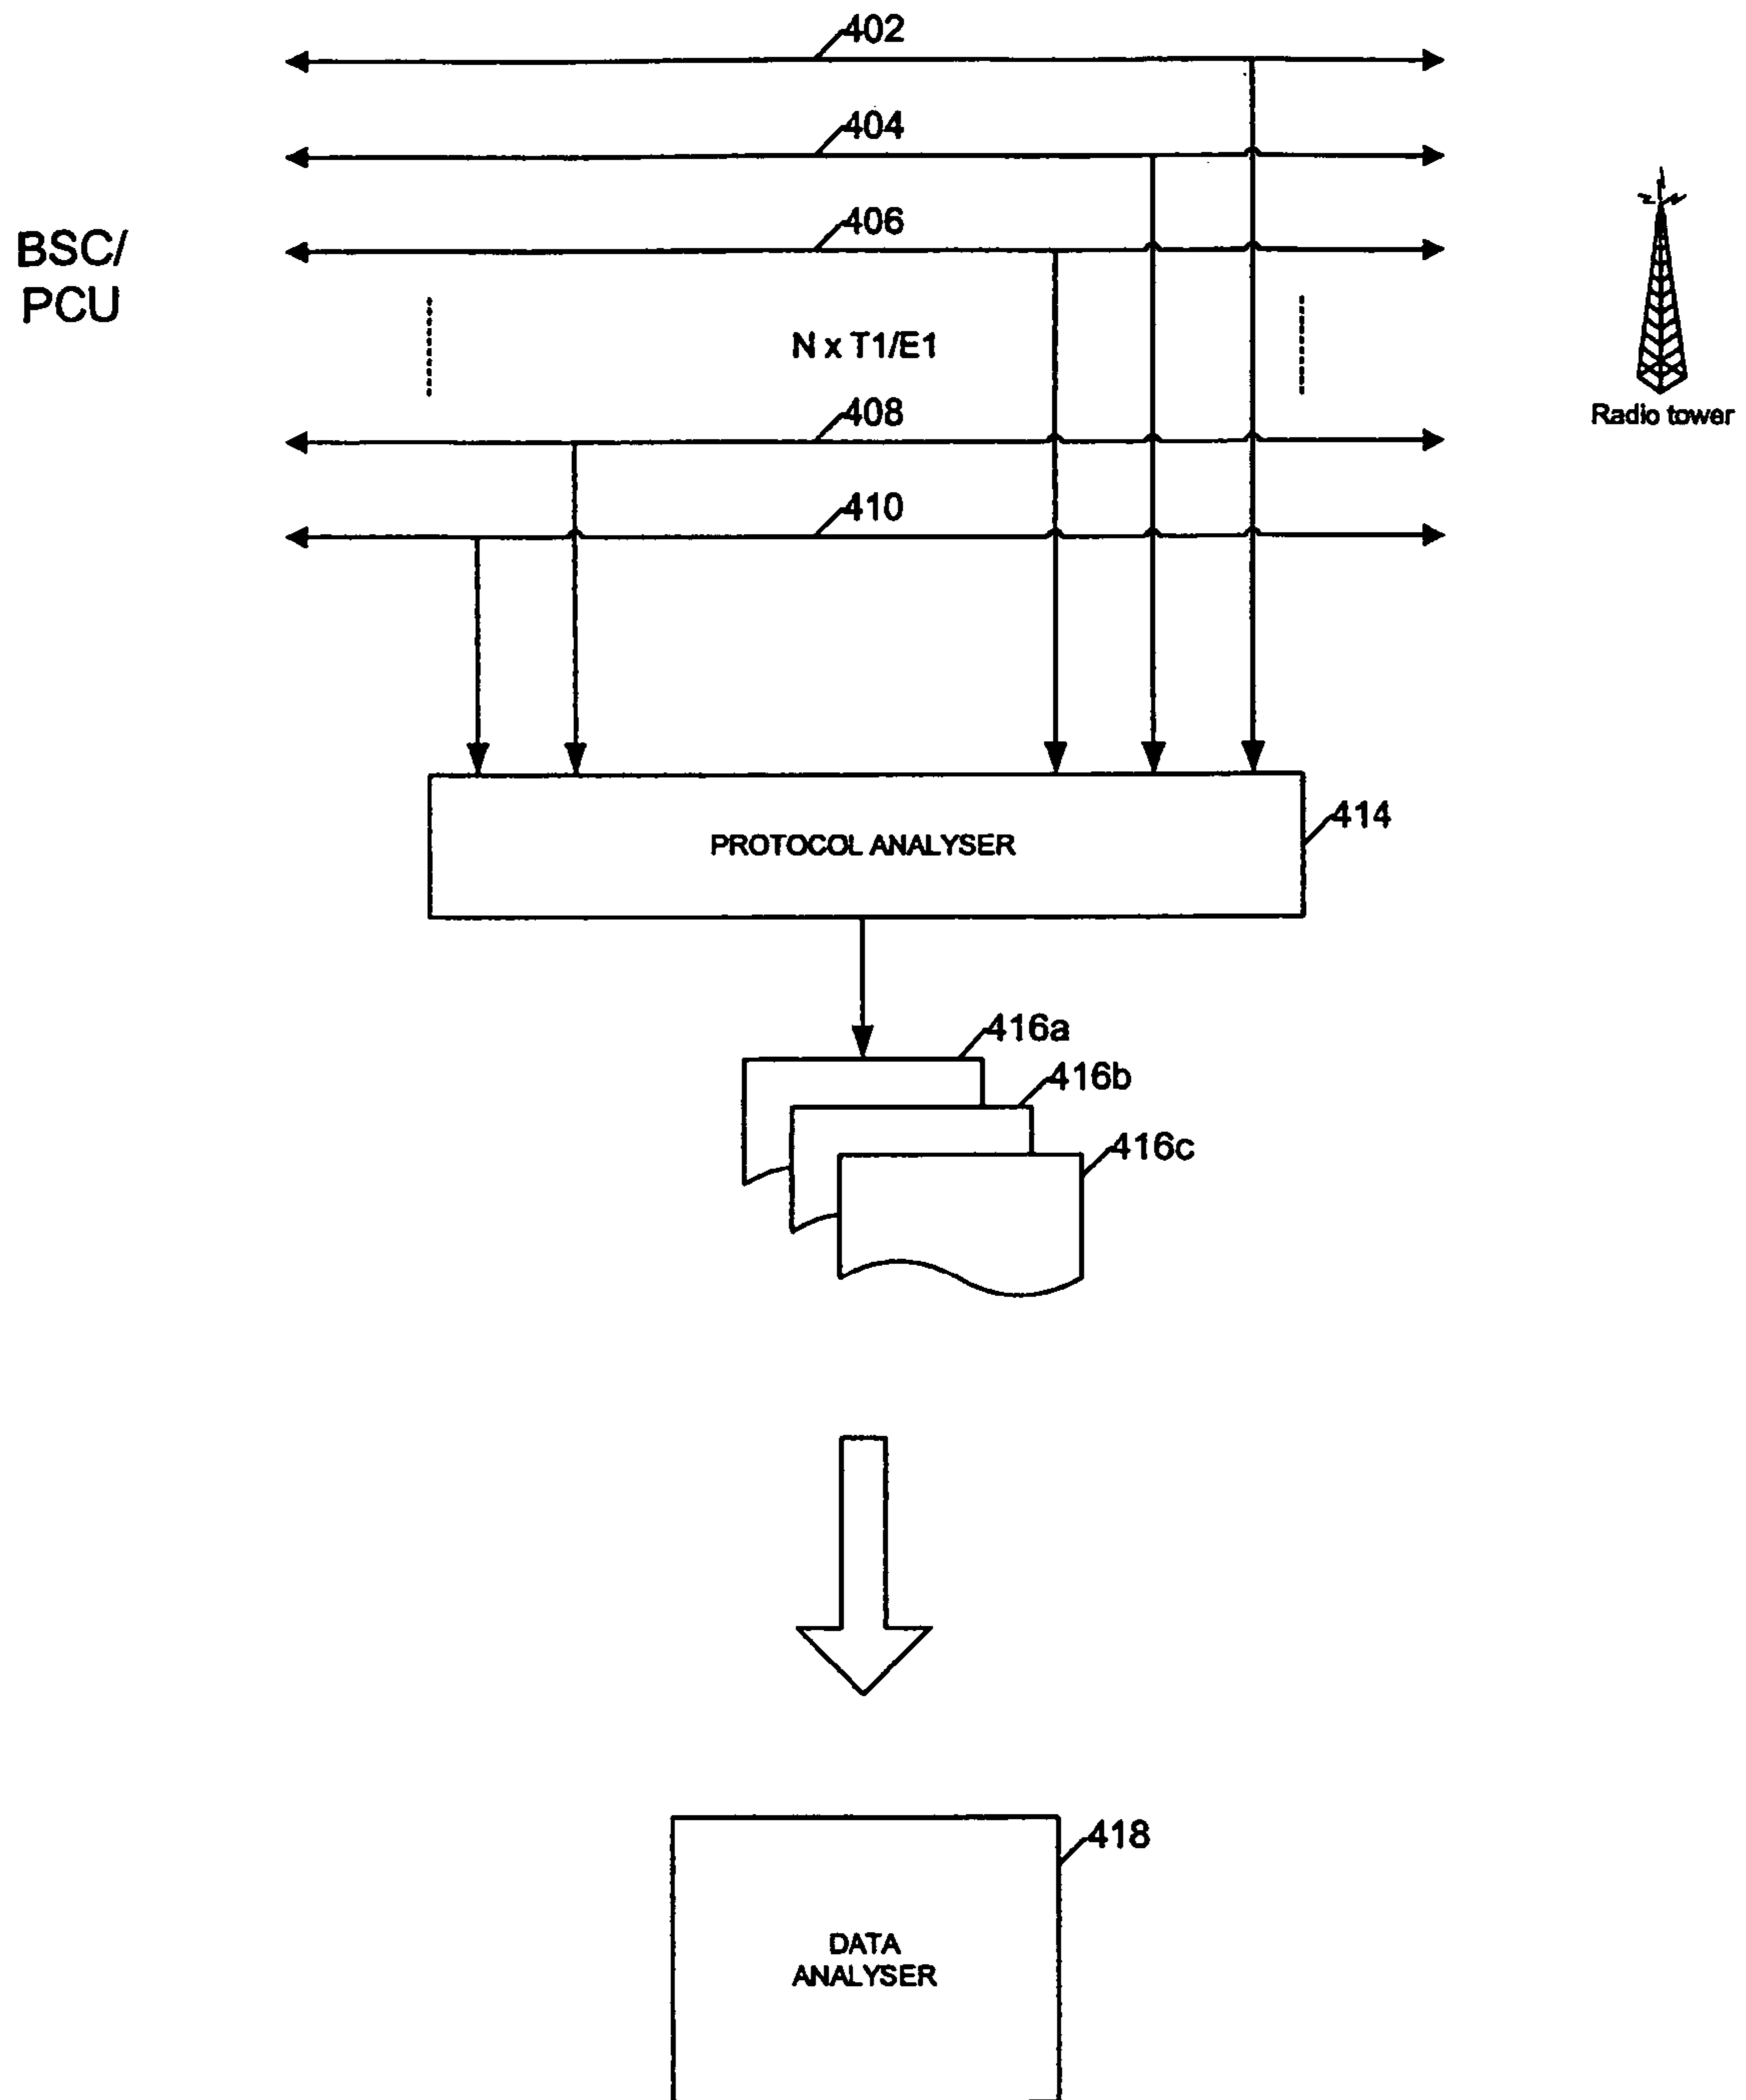 402
404
406
BSC/
PCU
N x T1/E1
408
Radio tower
410
414
PROTOCOL ANALYSER
416a
416b
416c
418
DATA
ANALYSER